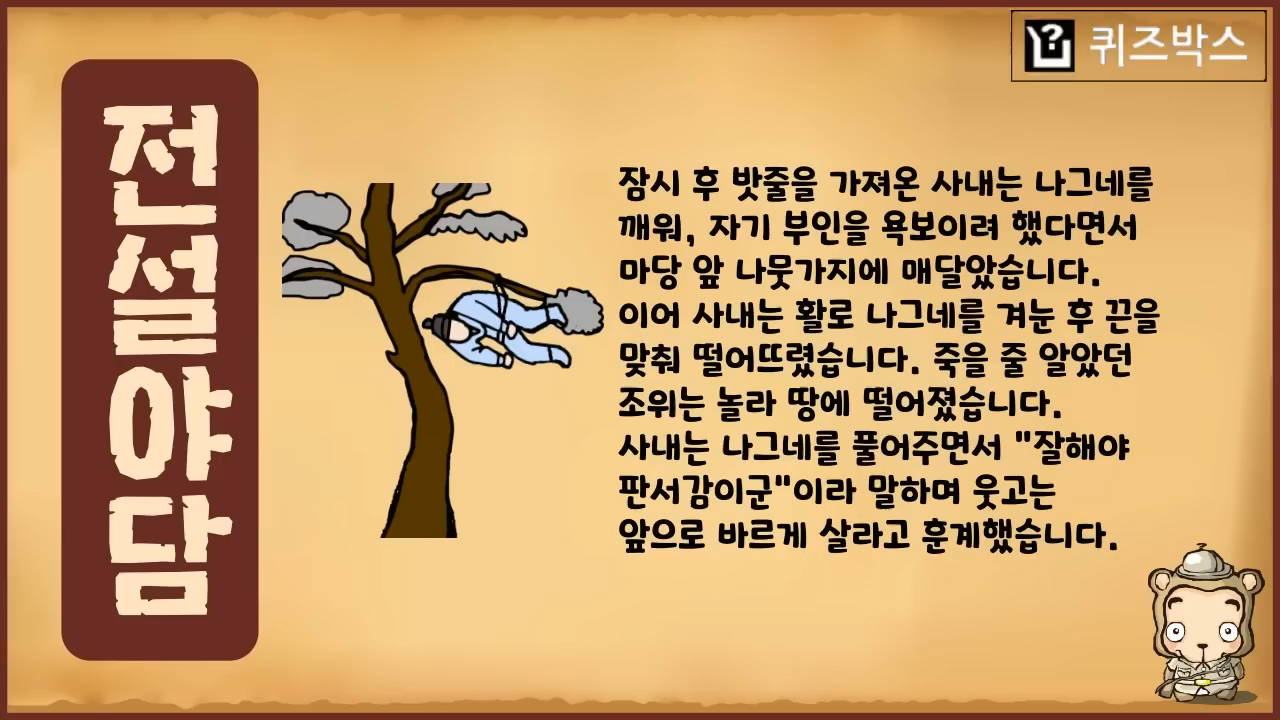 퀴즈박스
전설야담
잠시 후 밧줄을 가져온 사내는 나그네를
깨워, 자기 부인을 욕보이려 했다면서
마당 앞 나뭇가지에 매달았습니다.
이어 사내는 활로 나그네를 겨눈 후 끈을
맞춰 떨어뜨렸습니다. 죽을 줄 알았던
조위는 놀라 땅에 떨어졌습니다.
사내는 나그네를 풀어주면서 "잘해야
판서감이군"이라 말하며 웃고는
앞으로 바르게 살라고 훈계했습니다.